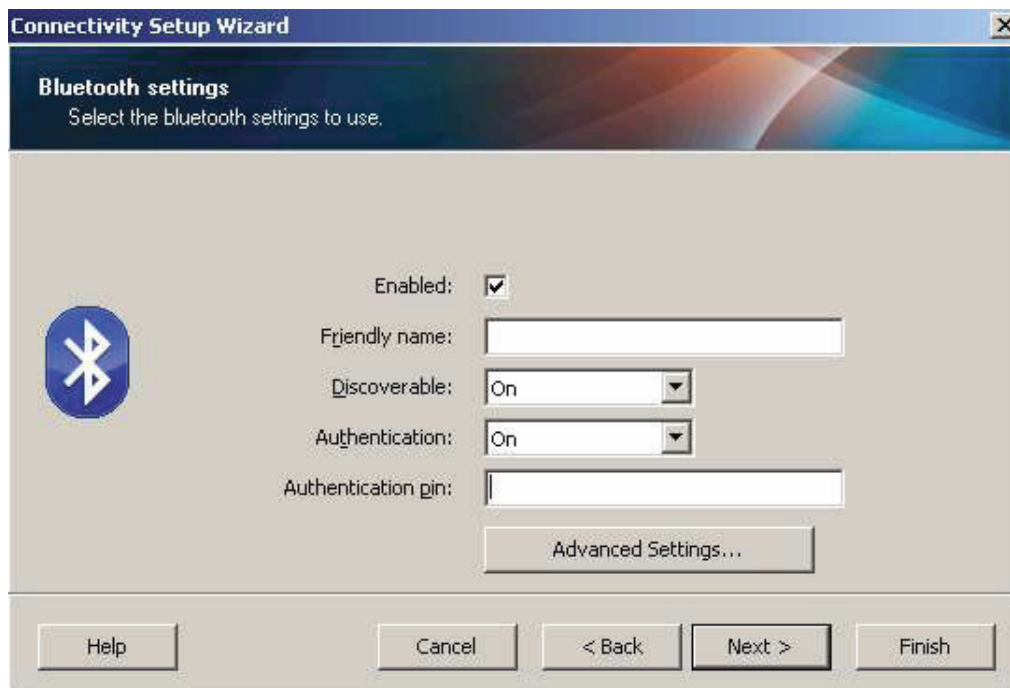 Connectivity Setup Wizard
Bluetooth settings
Select the bluetooth settings to use.
Enabled:
Friendly name:
Discoverable: On
Authentication: On
Authentication pin:
Advanced Settings...
Help Cancel < Back Next > Finish